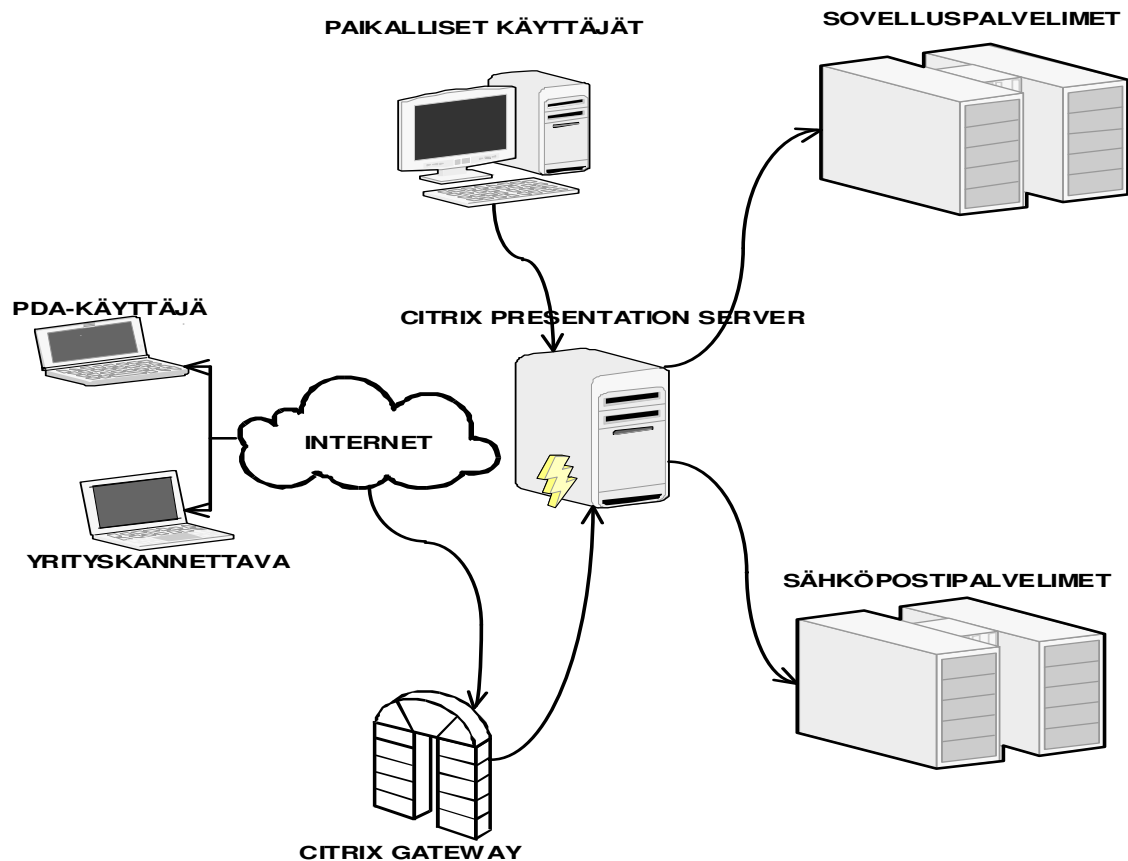 SOVELLUSPALVELIMET
PAIKALLISET KÄYTTÄJÄT
PDA-KÄYTTÄJÄ
CITRIX PRESENTATION SERVER
INTERNET
YRITYSKANNETTAVA
SÄHKÖPOSTIPALVELIMET
CITRIX GATEWAY